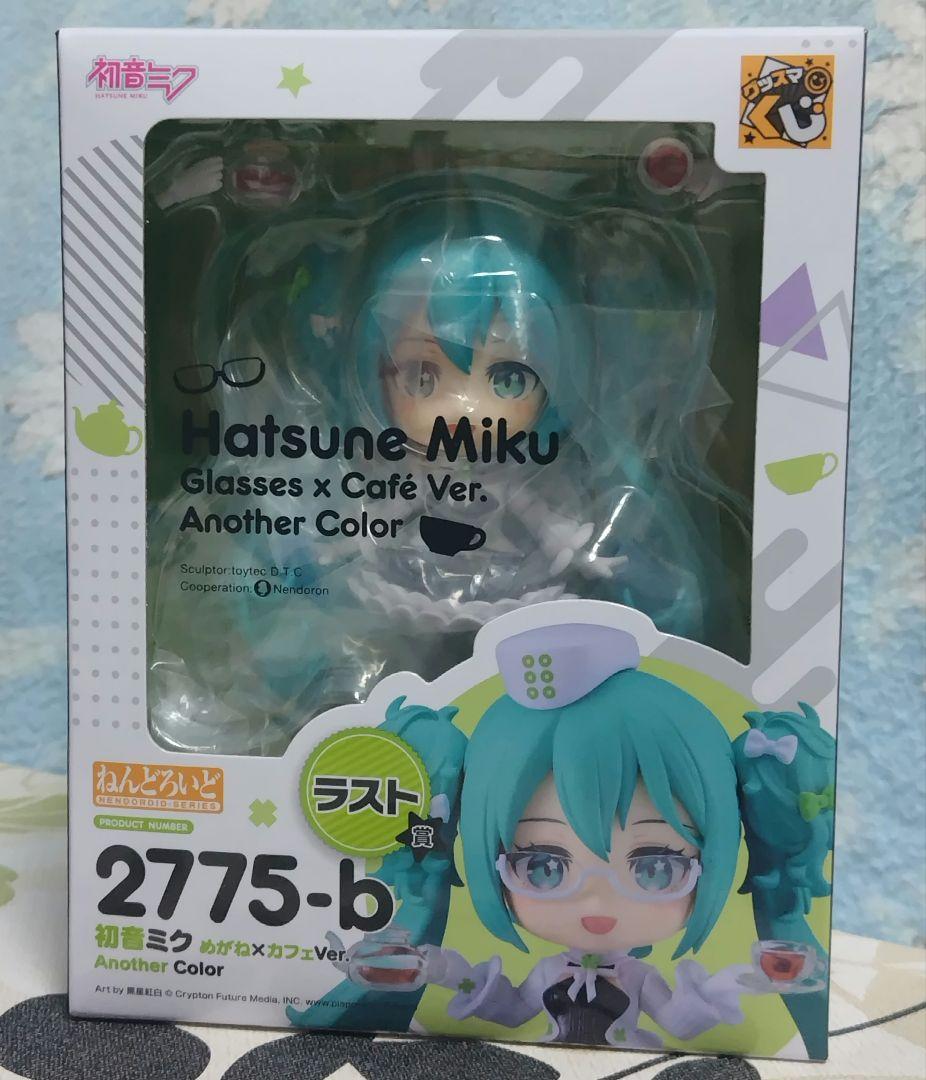 初音ミク
HATSUNE MIKU
グッスマ
くじ
Hatsune Miku
Glasses x Café Ver.
Another Color
Sculptor:toytec D.T.C
Cooperation: Nendoron
ねんどろいど
NENDOROID SERIES
PRODUCT NUMBER
ラスト
賞
2775-b
初音ミク めがね×カフェVer.
Another Color
Art by 黒星紅白 © Crypton Future Media, INC. www.piapro